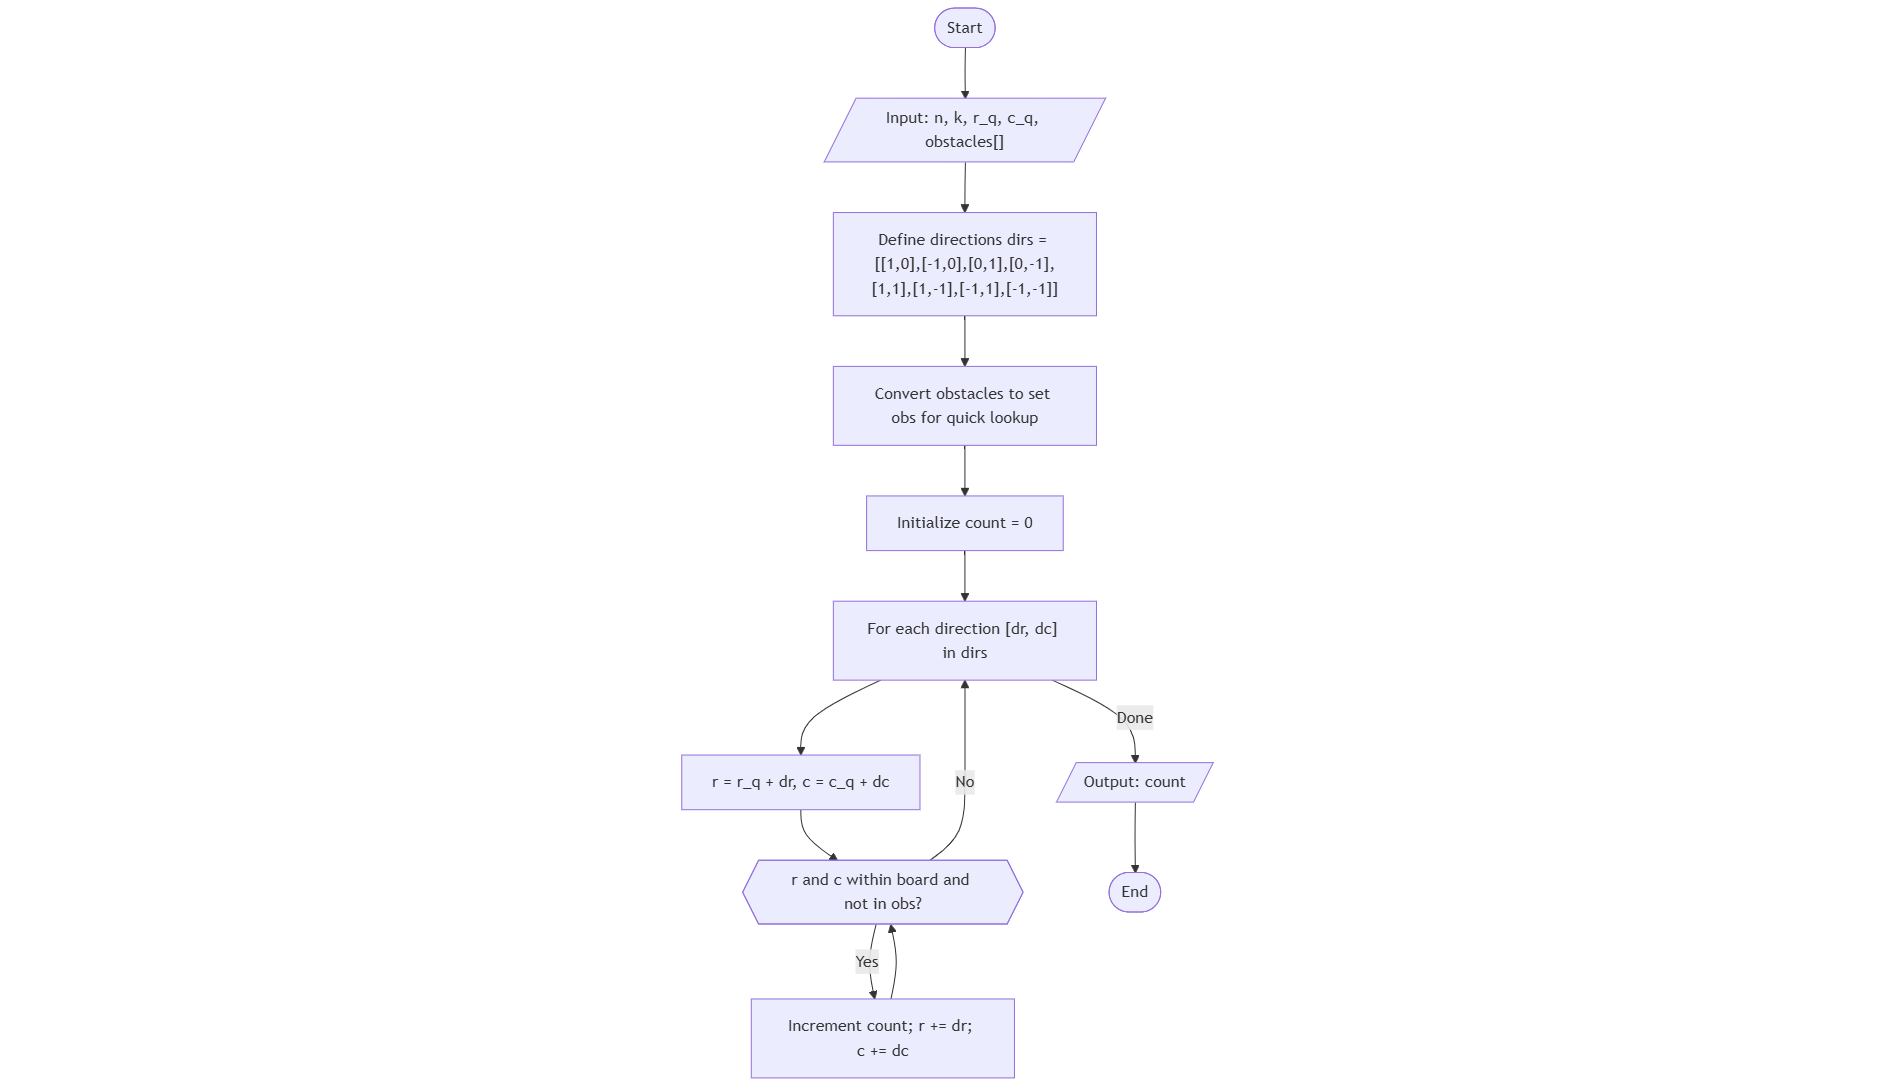 Start
Input: n, k, r_q, c_q,
obstacles[]
Define directions dirs =
[[1,0],[-1,0],[0,1],[0,-1],
[1,1],[1,-1],[-1,1],[-1,-1]]
Convert obstacles to set
obs for quick lookup
Initialize count = 0
For each direction [dr, dc]
in dirs
Done
r = r_q + dr, c = c_q + dc
No
Output: count
r and c within board and
not in obs?
End
Yes
Increment count; r += dr;
c += dc